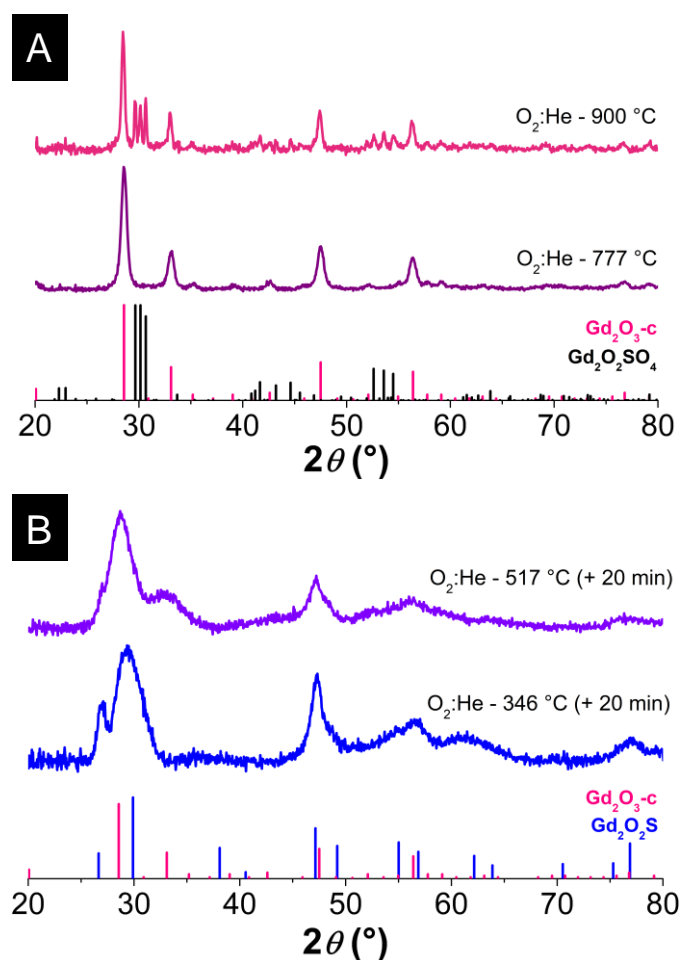 A
O₂:He - 900 °C
O₂:He - 777 °C
Gd₂O₃-c
Gd₂O₂SO₄
20 30 40 50 60 70 80
2θ (°)
B
O₂:He - 517 °C (+ 20 min)
O₂:He - 346 °C (+ 20 min)
Gd₂O₃-c
Gd₂O₂S
20 30 40 50 60 70 80
2θ (°)